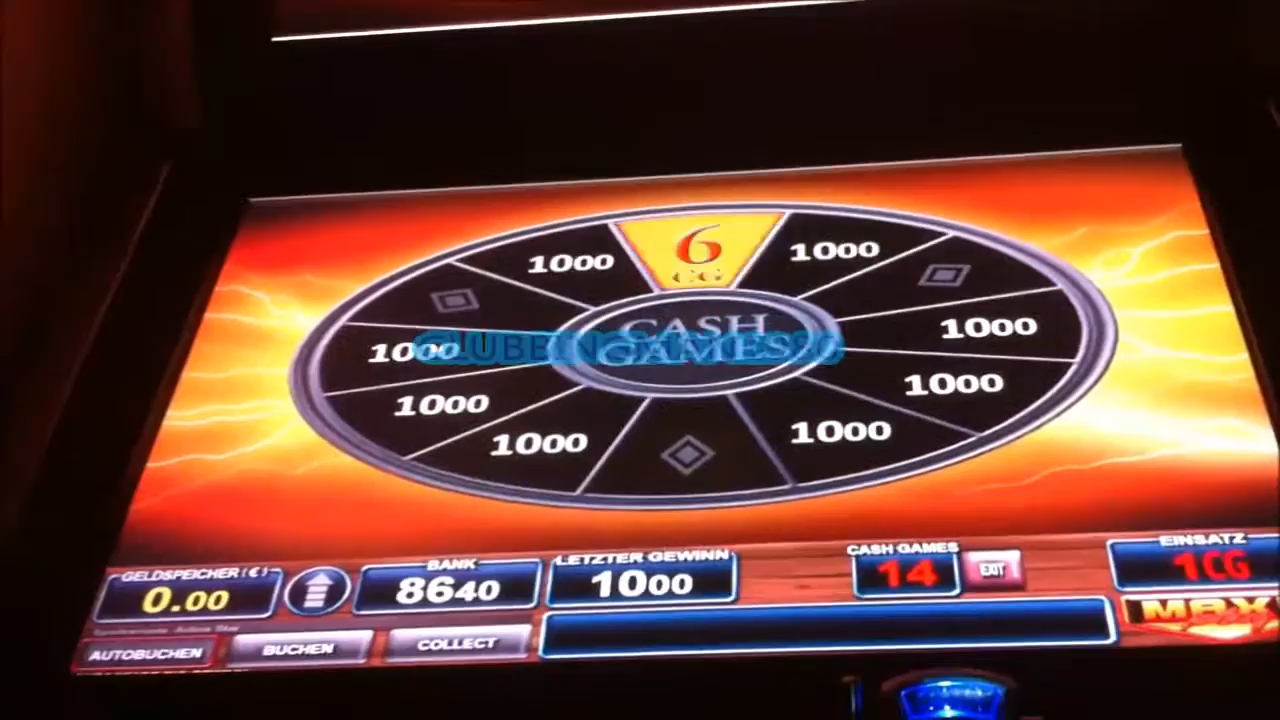 6
CG
1000
1000
1000
1000
1000
1000
1000
1000
CASH
GAMES
GELDSPEICHER (€)
0.00
BANK
8640
LETZTER GEWINN
1000
CASH GAMES
14
EXIT
EINSATZ
1CG
AUTOBUCHEN
BUCHEN
COLLECT
MAX